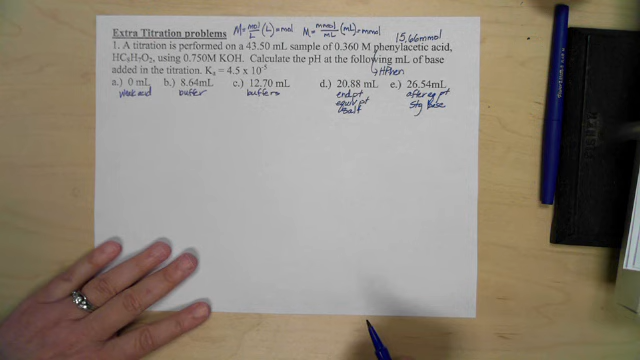 Extra Titration problems M = mol/L (L) = mol M = mmol/mL (mL) = mmol 15.66mmol
1. A titration is performed on a 43.50 mL sample of 0.360 M phenylacetic acid,
HC₈H₇O₂, using 0.750M KOH. Calculate the pH at the following mL of base
added in the titration. Kₐ = 4.5 x 10⁻⁵ → HPhen
a.) 0 mL b.) 8.64mL c.) 12.70 mL d.) 20.88 mL e.) 26.54mL
weak acid buffer buffers end pt after eq pt
equiv pt stg base
salt